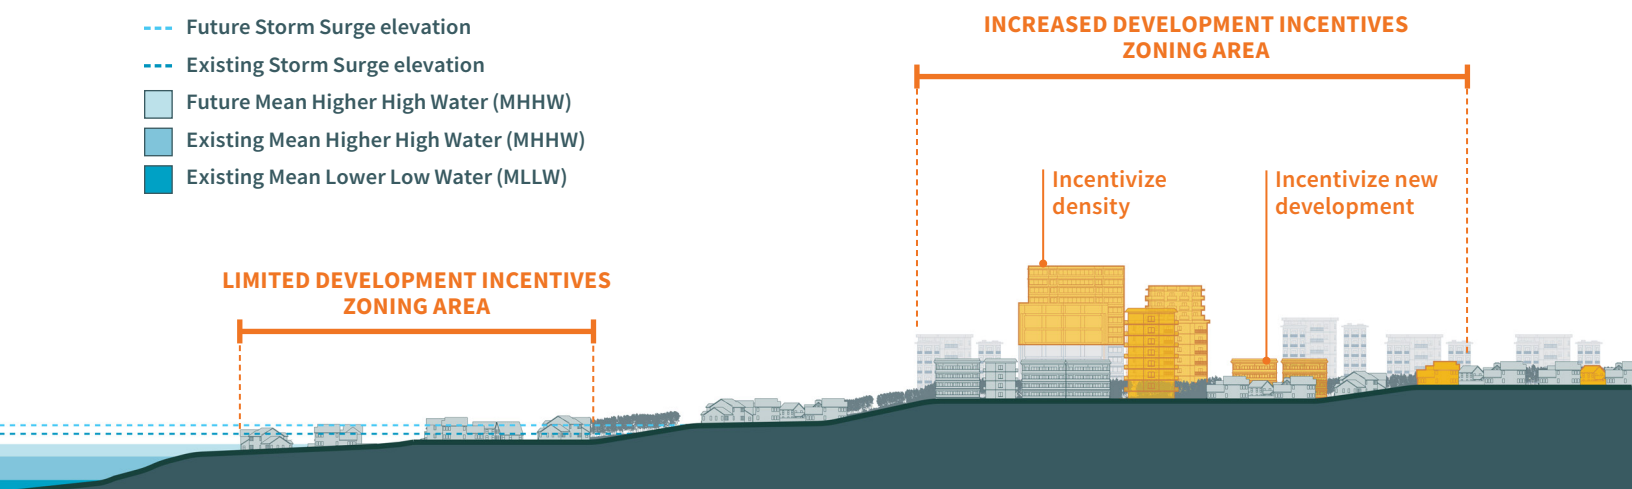 Future Storm Surge elevation
Existing Storm Surge elevation
Future Mean Higher High Water (MHHW)
Existing Mean Higher High Water (MHHW)
Existing Mean Lower Low Water (MLLW)
INCREASED DEVELOPMENT INCENTIVES
ZONING AREA
Incentivize
density
Incentivize new
development
LIMITED DEVELOPMENT INCENTIVES
ZONING AREA